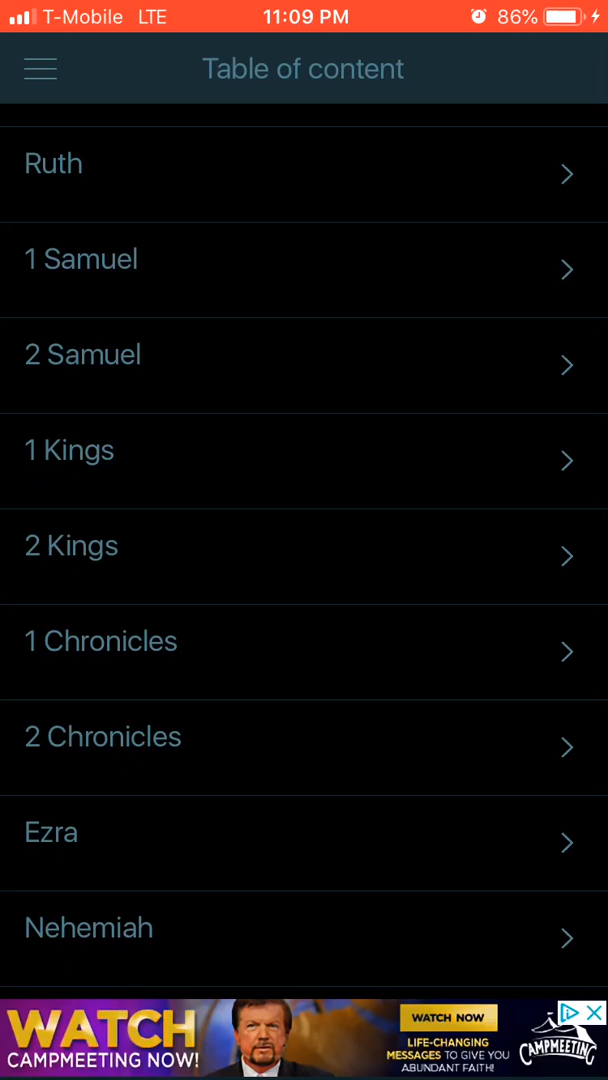 T-Mobile LTE 11:09 PM 86%
Table of content
Ruth
1 Samuel
2 Samuel
1 Kings
2 Kings
1 Chronicles
2 Chronicles
Ezra
Nehemiah
WATCH
CAMPMEETING NOW!
WATCH NOW
LIFE-CHANGING
MESSAGES TO GIVE YOU
ABUNDANT FAITH!
CAMPMEETING